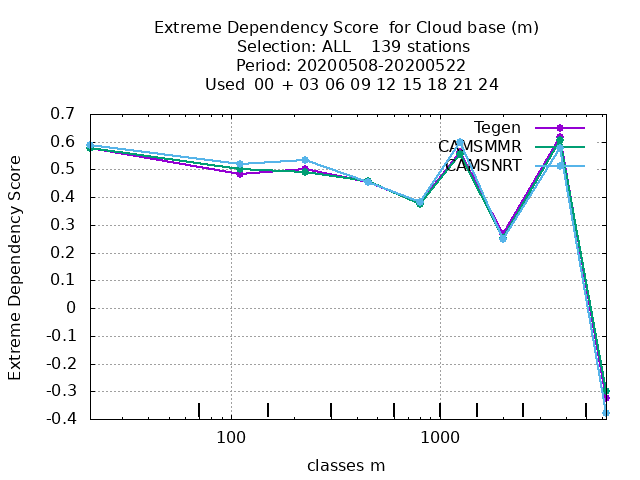 Extreme Dependency Score  for Cloud base (m)
Selection: ALL    139 stations
Period: 20200508-20200522
Used  00  + 03 06 09 12 15 18 21 24
Extreme Dependency Score
0.7
0.6
0.5
0.4
0.3
0.2
0.1
0
-0.1
-0.2
-0.3
-0.4
Tegen
CAMSMMR
CAMSNRT
100
1000
classes m